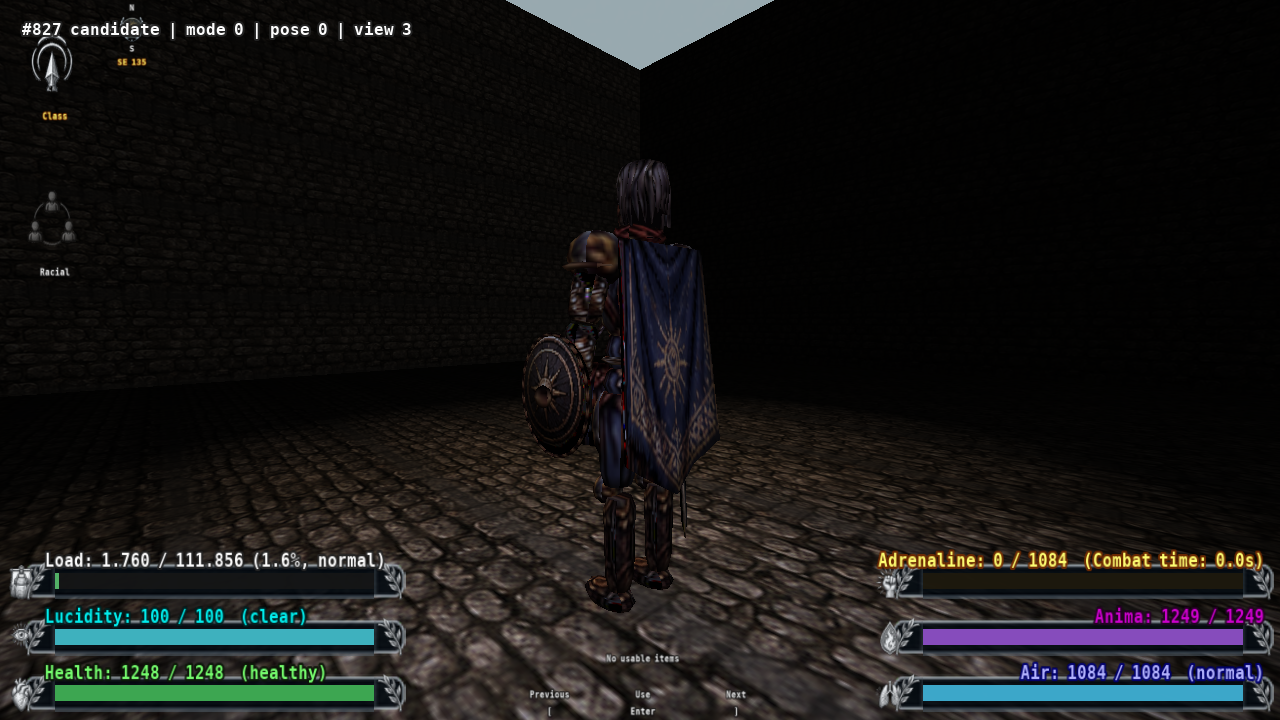 #827 candidate | mode 0 | pose 0 | view 3
N
S
SE 135
Class
Racial
Load: 1.760 / 111.856 (1.6%, normal)
Lucidity: 100 / 100 (clear)
Health: 1248 / 1248 (healthy)
Adrenaline: 0 / 1084 (Combat time: 0.0s)
Anima: 1249 / 1249
Air: 1084 / 1084 (normal)
No usable items
Previous Use Next
[ Enter ]